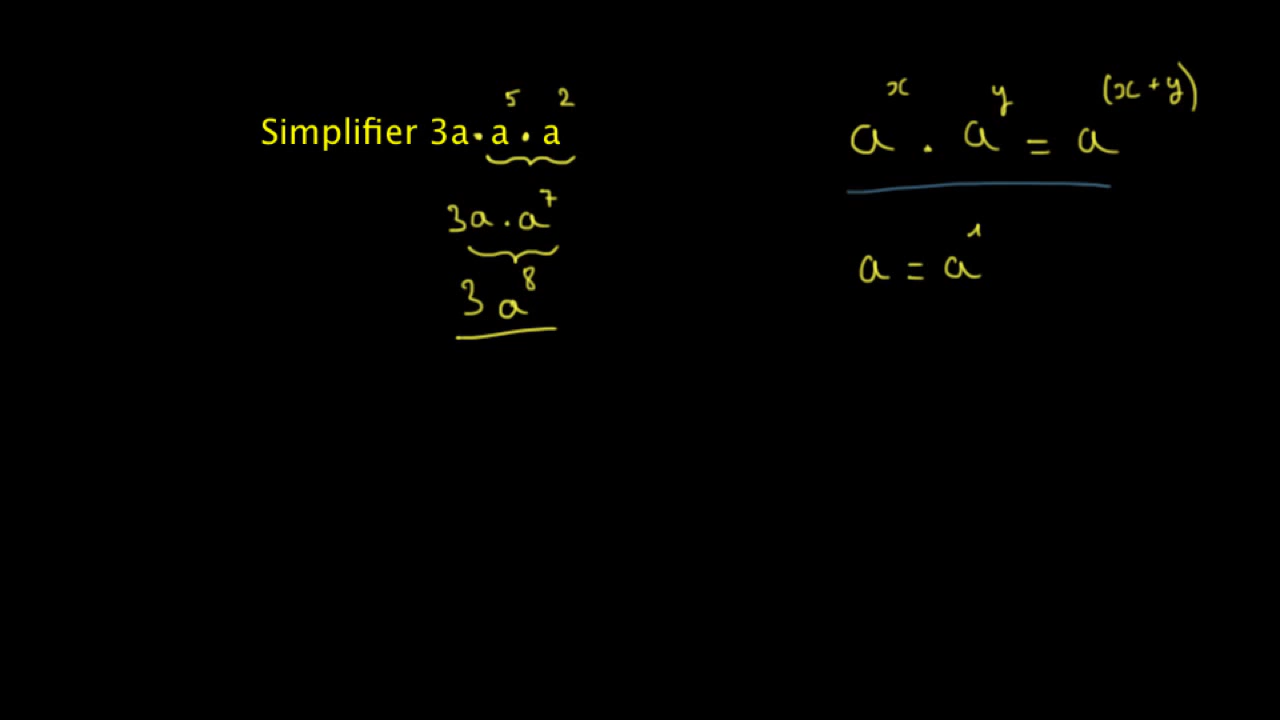 Simplifier 3a·a⁵·a²
3a·a⁷
3a⁸
aˣ·aʸ = a⁽ˣ⁺ʸ⁾
a = a¹